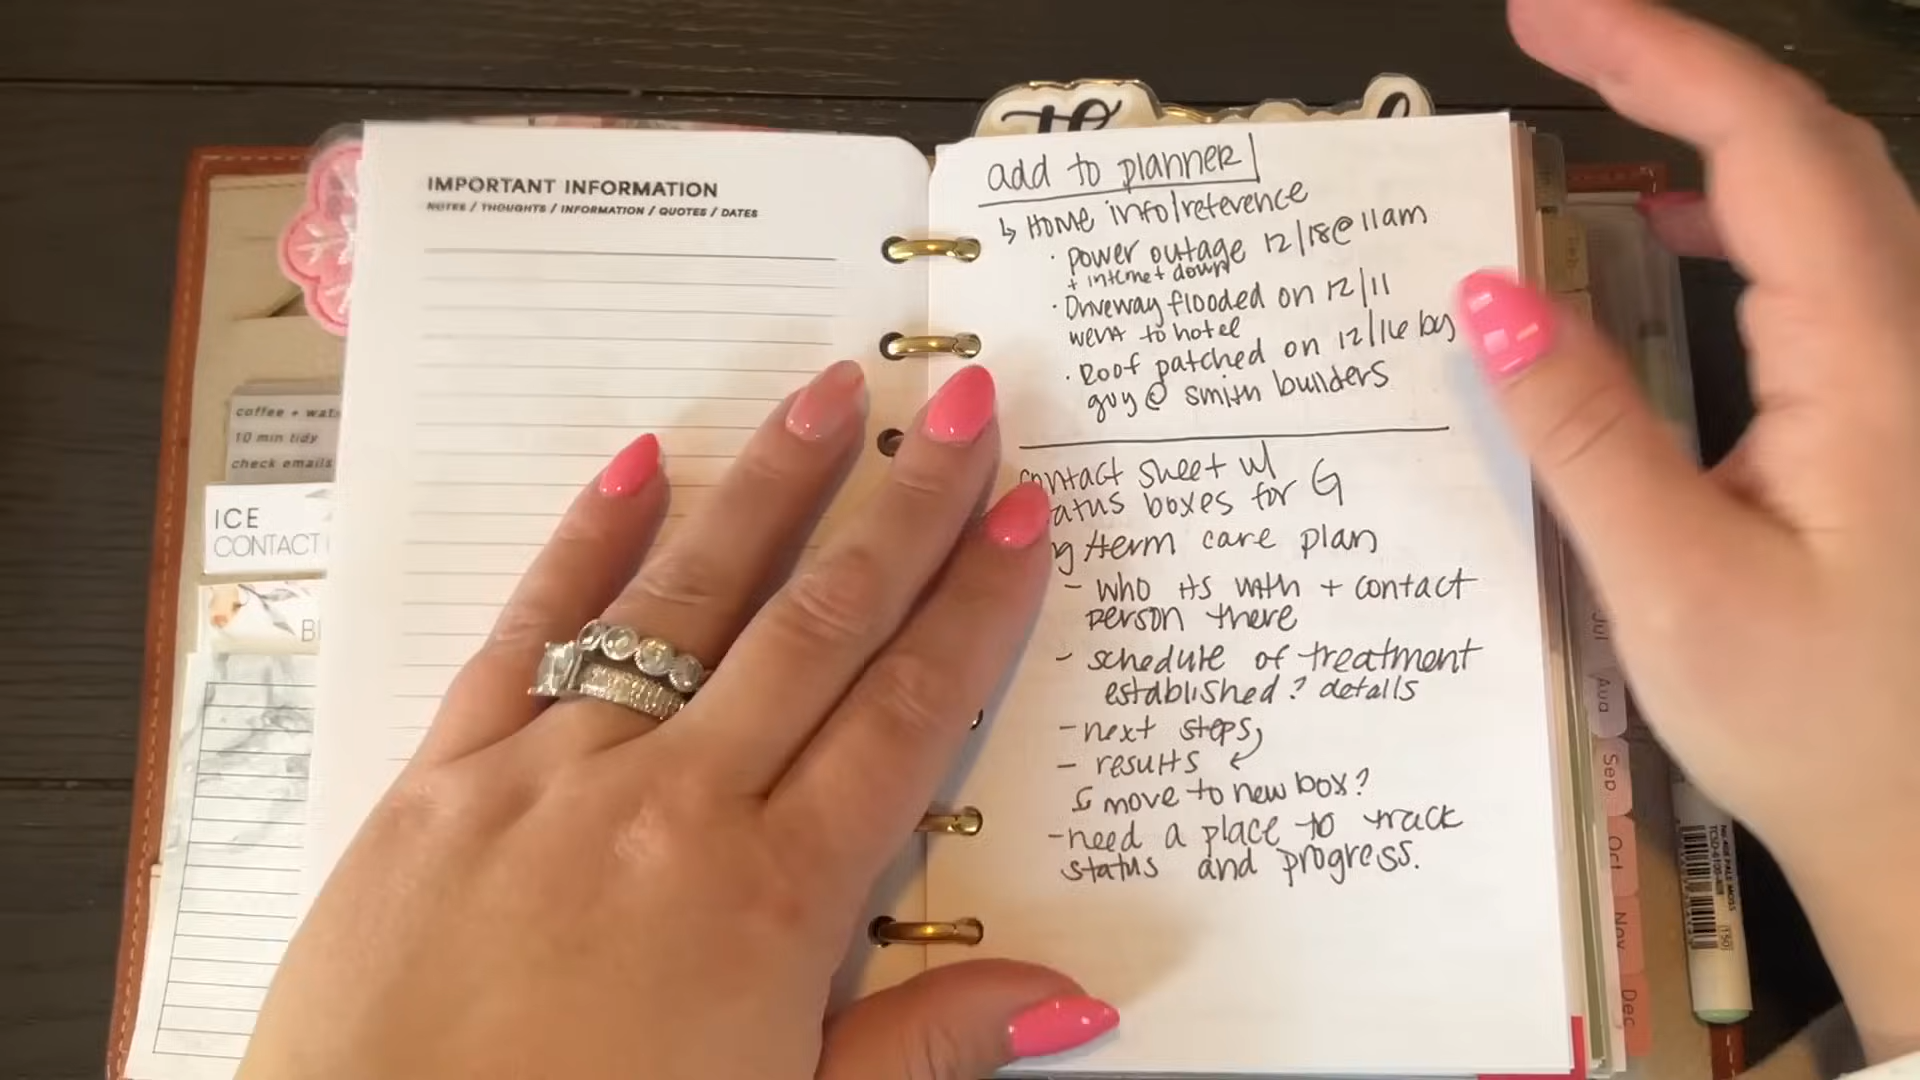 IMPORTANT INFORMATION
NOTES / THOUGHTS / INFORMATION / QUOTES / DATES
coffee + wat
10 min tidy
check emails
ICE
CONTACT
to
add to planner
↳ Home info/reference
· power outage 12/18@ 11am
+ internet down
· Driveway flooded on 12/11
went to hotel
· Roof patched on 12/16 by
guy @ smith builders
contact sheet w/
atus boxes for G
g term care plan
- who its with + contact
person there
- schedule of treatment
established? details
- next steps
- results
↳ move to new box?
- need a place to track
status and progress.
Jul
Aug
Sep
Oct
Nov
Dec